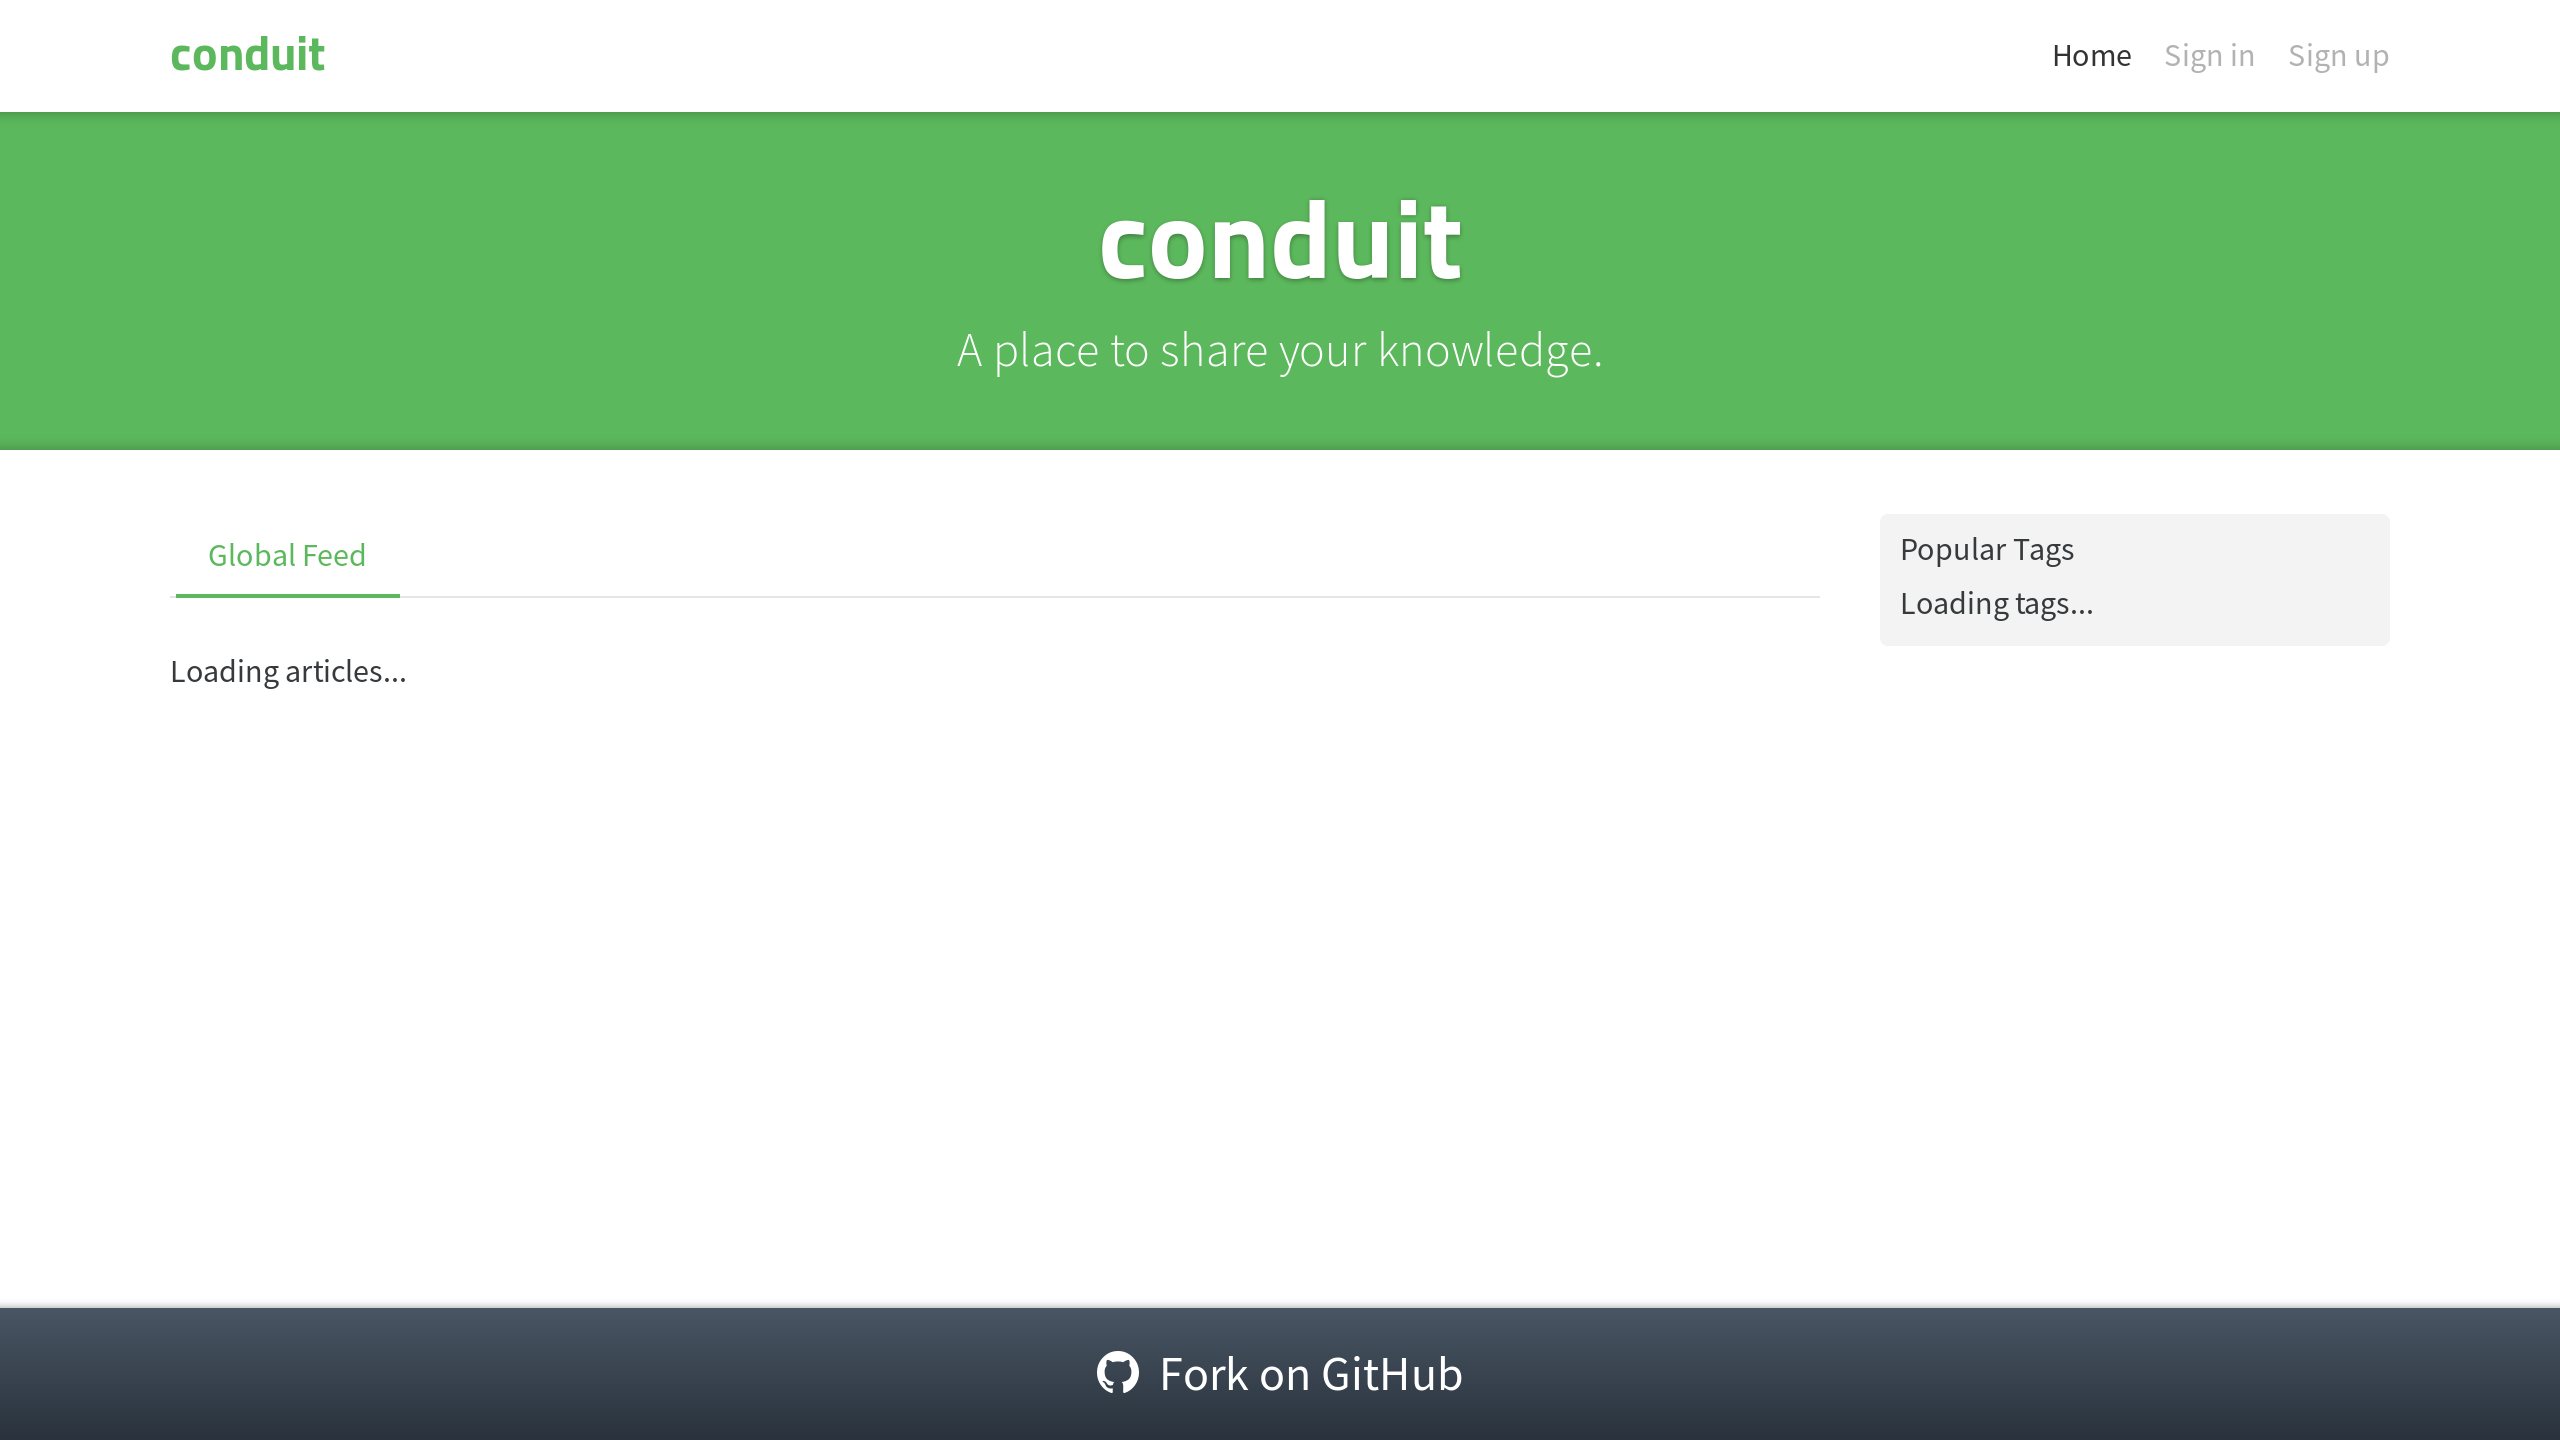 conduit
Home Sign in Sign up
conduit
A place to share your knowledge.
Global Feed
Loading articles...
Popular Tags
Loading tags...
Fork on GitHub